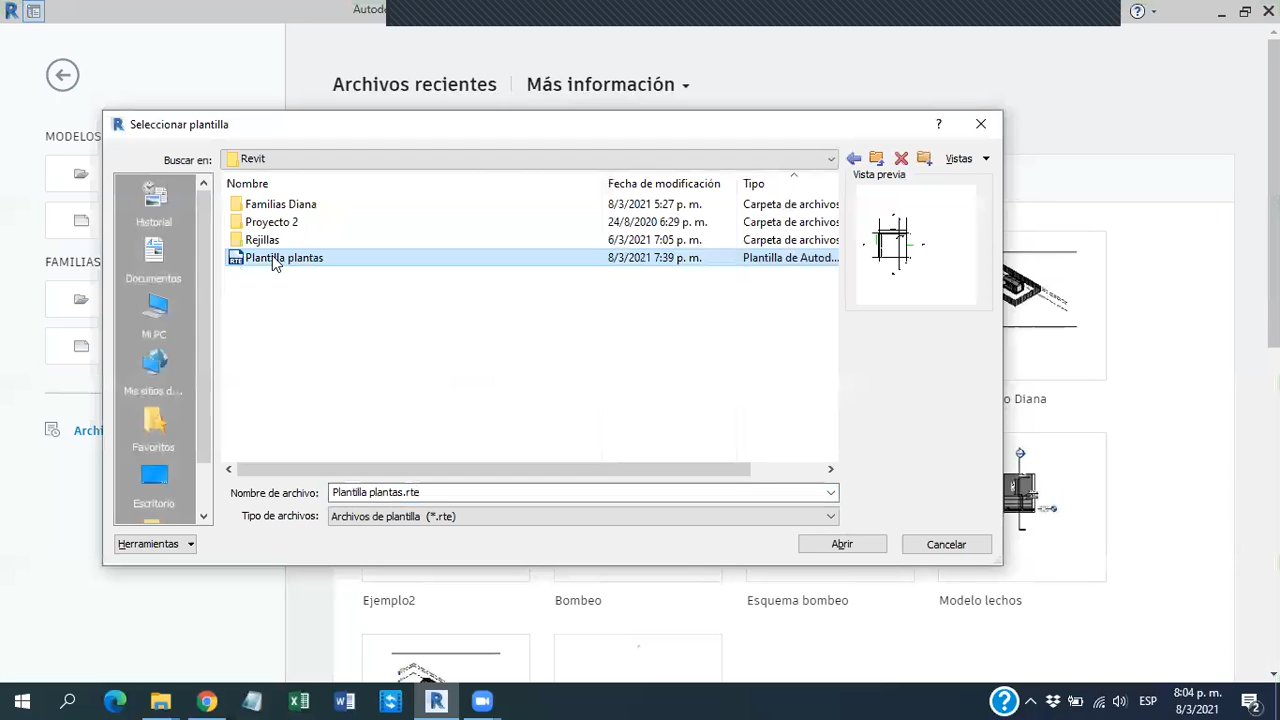 Autode
Archivos recientes
Más información
MODELOS
FAMILIAS
Archi
Seleccionar plantilla
?
Buscar en:
Revit
Vistas
Nombre
Fecha de modificación
Tipo
Vista previa
Familias Diana
8/3/2021 5:27 p. m.
Carpeta de archivos
Proyecto 2
24/8/2020 6:29 p. m.
Carpeta de archivos
Rejillas
6/3/2021 7:05 p. m.
Carpeta de archivos
Plantilla plantas
8/3/2021 7:39 p. m.
Plantilla de Autod...
Historial
Documentos
Mi PC
Mis sitios d...
Favoritos
Escritorio
Nombre de archivo:
Plantilla plantas.rte
Tipo de archivos:
Archivos de plantilla (*.rte)
Herramientas
Abrir
Cancelar
o Diana
Ejemplo2
Bombeo
Esquema bombeo
Modelo lechos
ESP
8:04 p. m.
8/3/2021
2